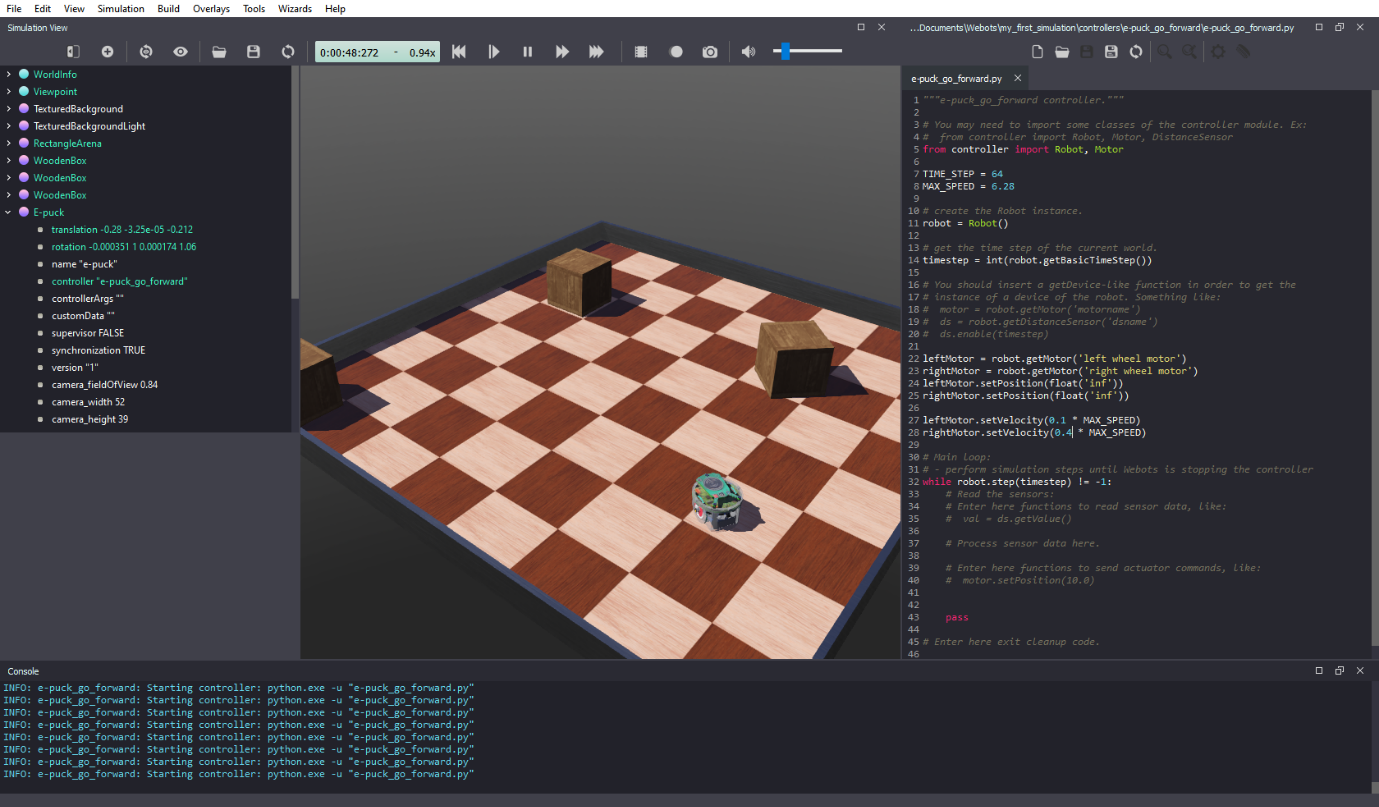 File Edit View Simulation Build Overlays Tools Wizards Help
Simulation View
0:00:48:272 - 0.94x
WorldInfo
Viewpoint
TexturedBackground
TexturedBackgroundLight
RectangleArena
WoodenBox
WoodenBox
WoodenBox
E-puck
translation -0.28 -3.25e-05 -0.212
rotation -0.000351 1 0.000174 1.06
name "e-puck"
controller "e-puck_go_forward"
controllerArgs ""
customData ""
supervisor FALSE
synchronization TRUE
version "1"
camera_fieldOfView 0.84
camera_width 52
camera_height 39
...Documents\Webots\my_first_simulation\controllers\e-puck_go_forward\e-puck_go_forward.py
e-puck_go_forward.py
1 """e-puck_go_forward controller."""
2
3 # You may need to import some classes of the controller module. Ex:
4 #  from controller import Robot, Motor, DistanceSensor
5 from controller import Robot, Motor
6
7 TIME_STEP = 64
8 MAX_SPEED = 6.28
9
10 # create the Robot instance.
11 robot = Robot()
12
13 # get the time step of the current world.
14 timestep = int(robot.getBasicTimeStep())
15
16 # You should insert a getDevice-like function in order to get the
17 # instance of a device of the robot. Something like:
18 #  motor = robot.getMotor('motorname')
19 #  ds = robot.getDistanceSensor('dsname')
20 #  ds.enable(timestep)
21
22 leftMotor = robot.getMotor('left wheel motor')
23 rightMotor = robot.getMotor('right wheel motor')
24 leftMotor.setPosition(float('inf'))
25 rightMotor.setPosition(float('inf'))
26
27 leftMotor.setVelocity(0.1 * MAX_SPEED)
28 rightMotor.setVelocity(0.4 * MAX_SPEED)
29
30 # Main loop:
31 # - perform simulation steps until Webots is stopping the controller
32 while robot.step(timestep) != -1:
33     # Read the sensors:
34     # Enter here functions to read sensor data, like:
35     #  val = ds.getValue()
36
37     # Process sensor data here.
38
39     # Enter here functions to send actuator commands, like:
40     #  motor.setPosition(10.0)
41
42
43     pass
44
45 # Enter here exit cleanup code.
46
Console
INFO: e-puck_go_forward: Starting controller: python.exe -u "e-puck_go_forward.py"
INFO: e-puck_go_forward: Starting controller: python.exe -u "e-puck_go_forward.py"
INFO: e-puck_go_forward: Starting controller: python.exe -u "e-puck_go_forward.py"
INFO: e-puck_go_forward: Starting controller: python.exe -u "e-puck_go_forward.py"
INFO: e-puck_go_forward: Starting controller: python.exe -u "e-puck_go_forward.py"
INFO: e-puck_go_forward: Starting controller: python.exe -u "e-puck_go_forward.py"
INFO: e-puck_go_forward: Starting controller: python.exe -u "e-puck_go_forward.py"
INFO: e-puck_go_forward: Starting controller: python.exe -u "e-puck_go_forward.py"